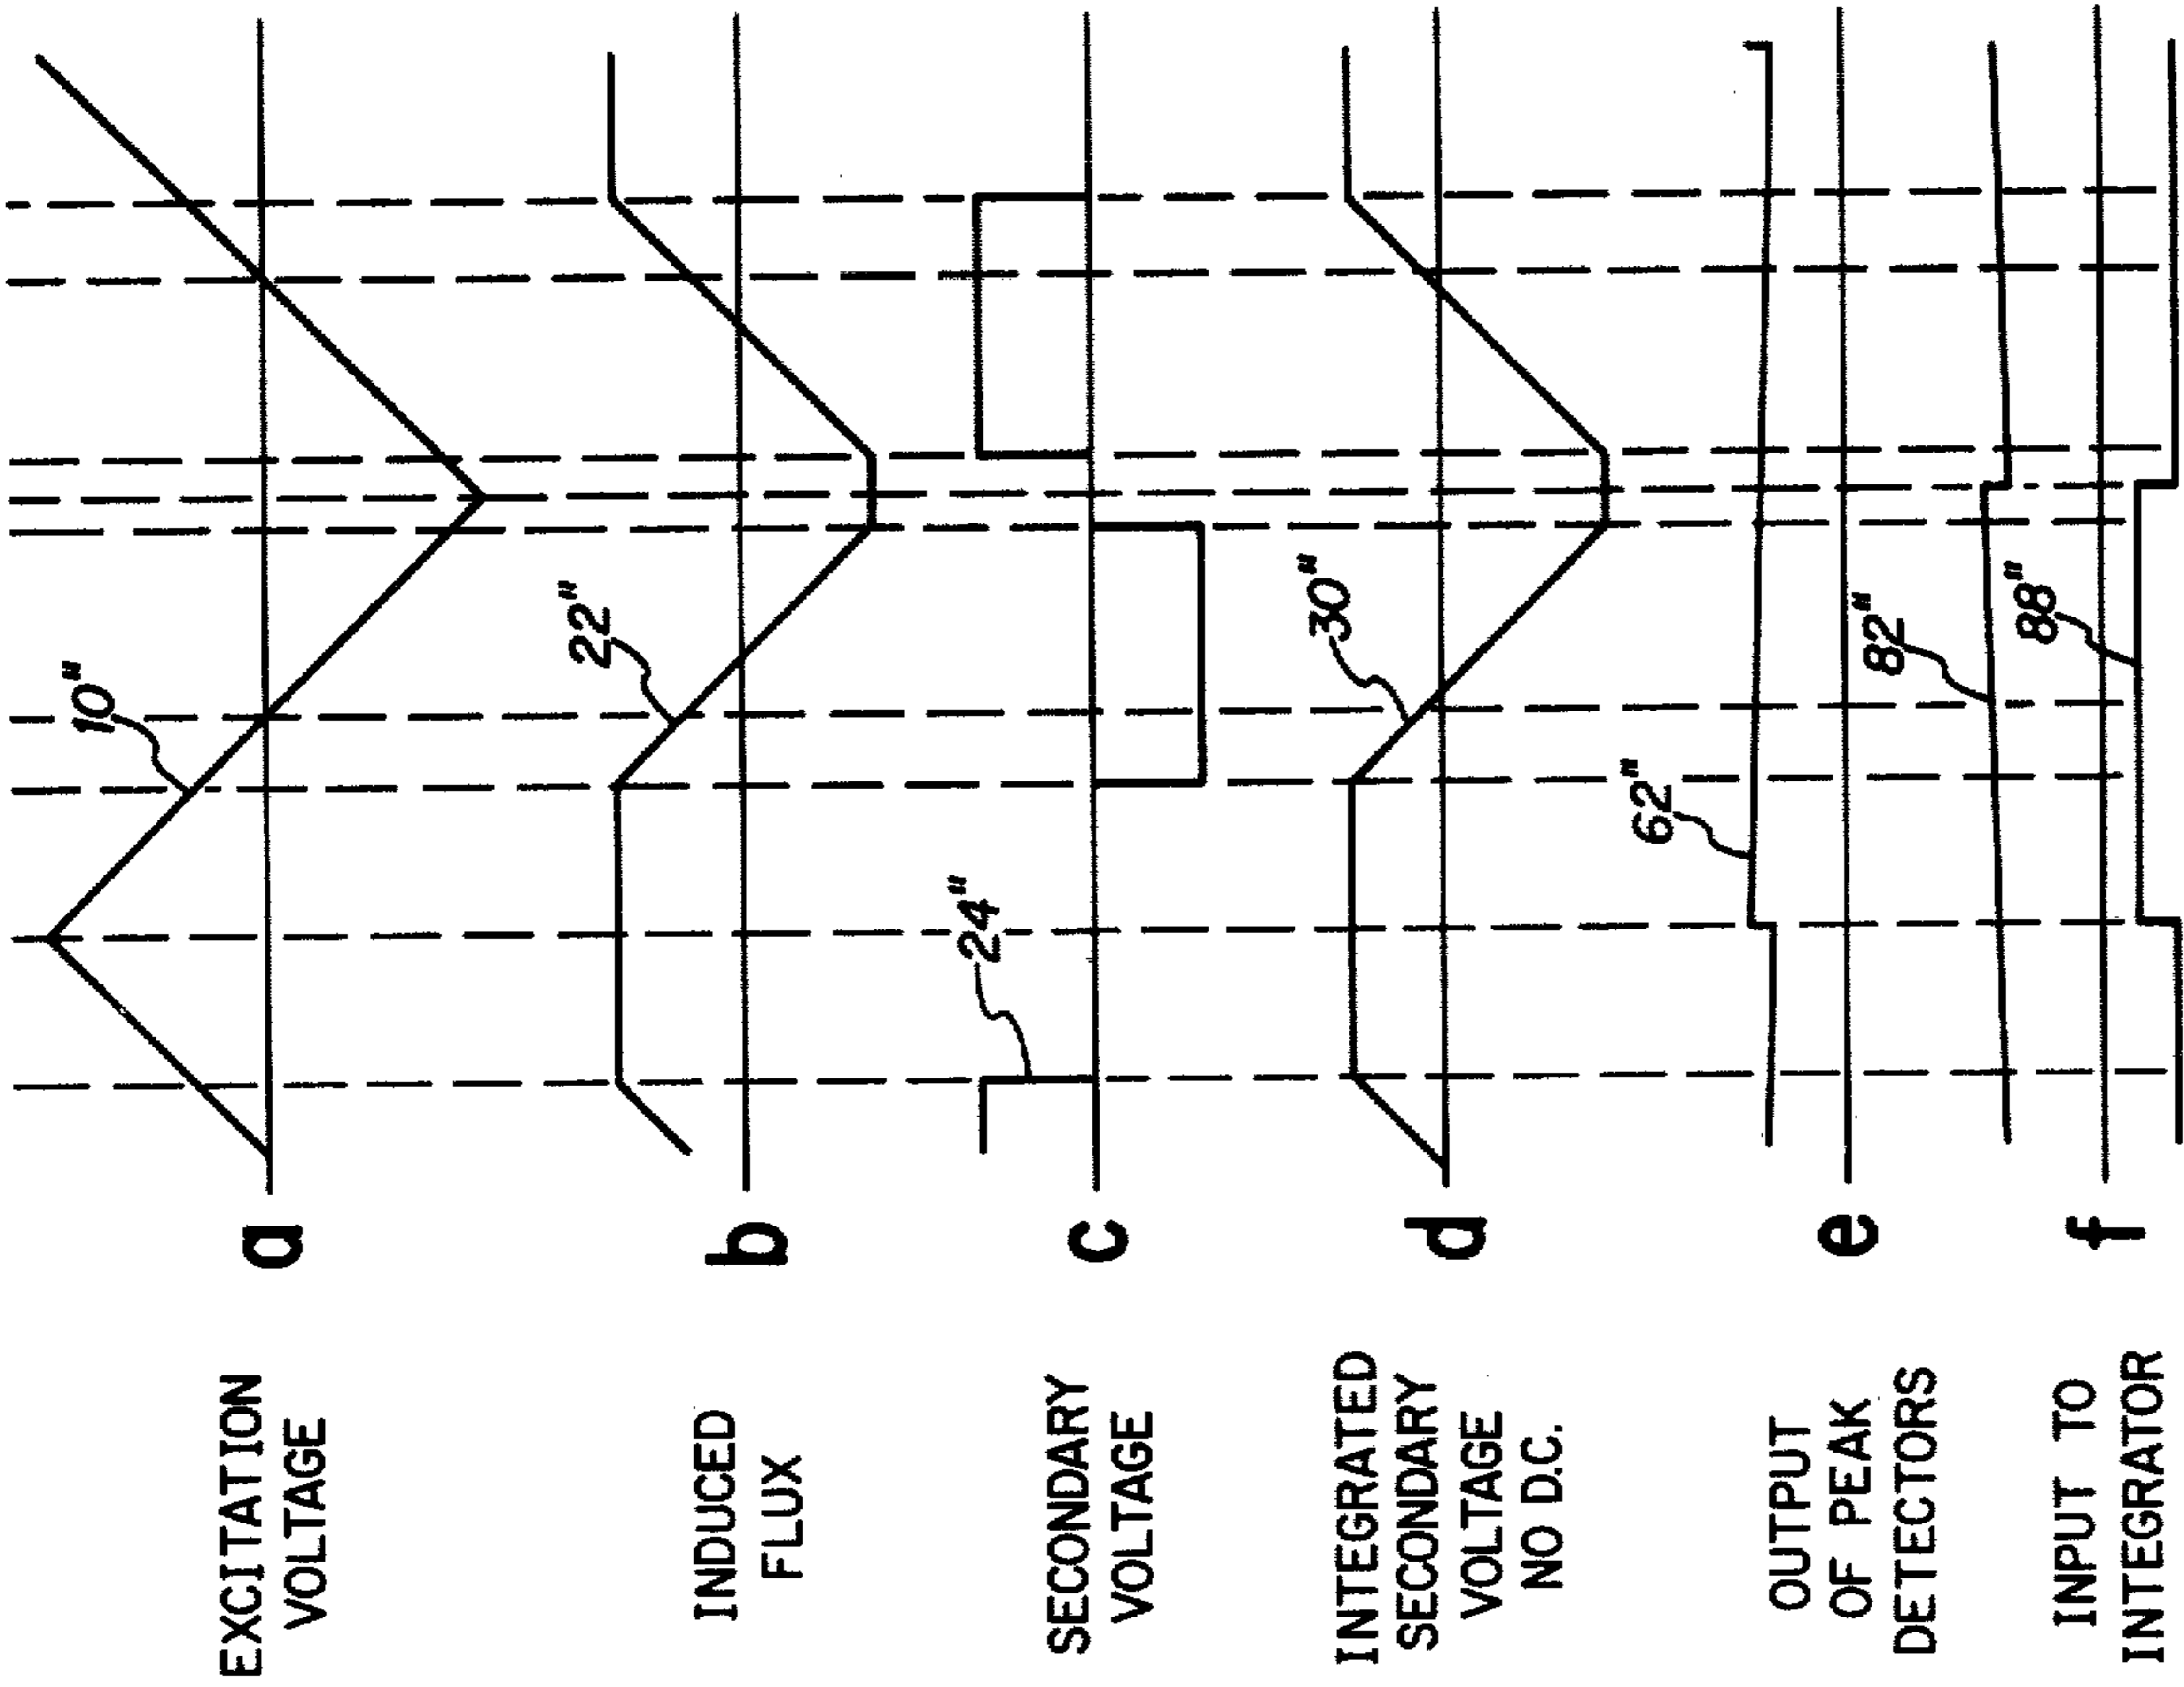 EXCITATION
VOLTAGE
a
10"
INDUCED
FLUX
b
22"
SECONDARY
VOLTAGE
c
24"
INTEGRATED
SECONDARY
VOLTAGE
NO D.C.
d
30"
OUTPUT
OF PEAK
DETECTORS
e
62"
82"
INPUT TO
INTEGRATOR
f
88"